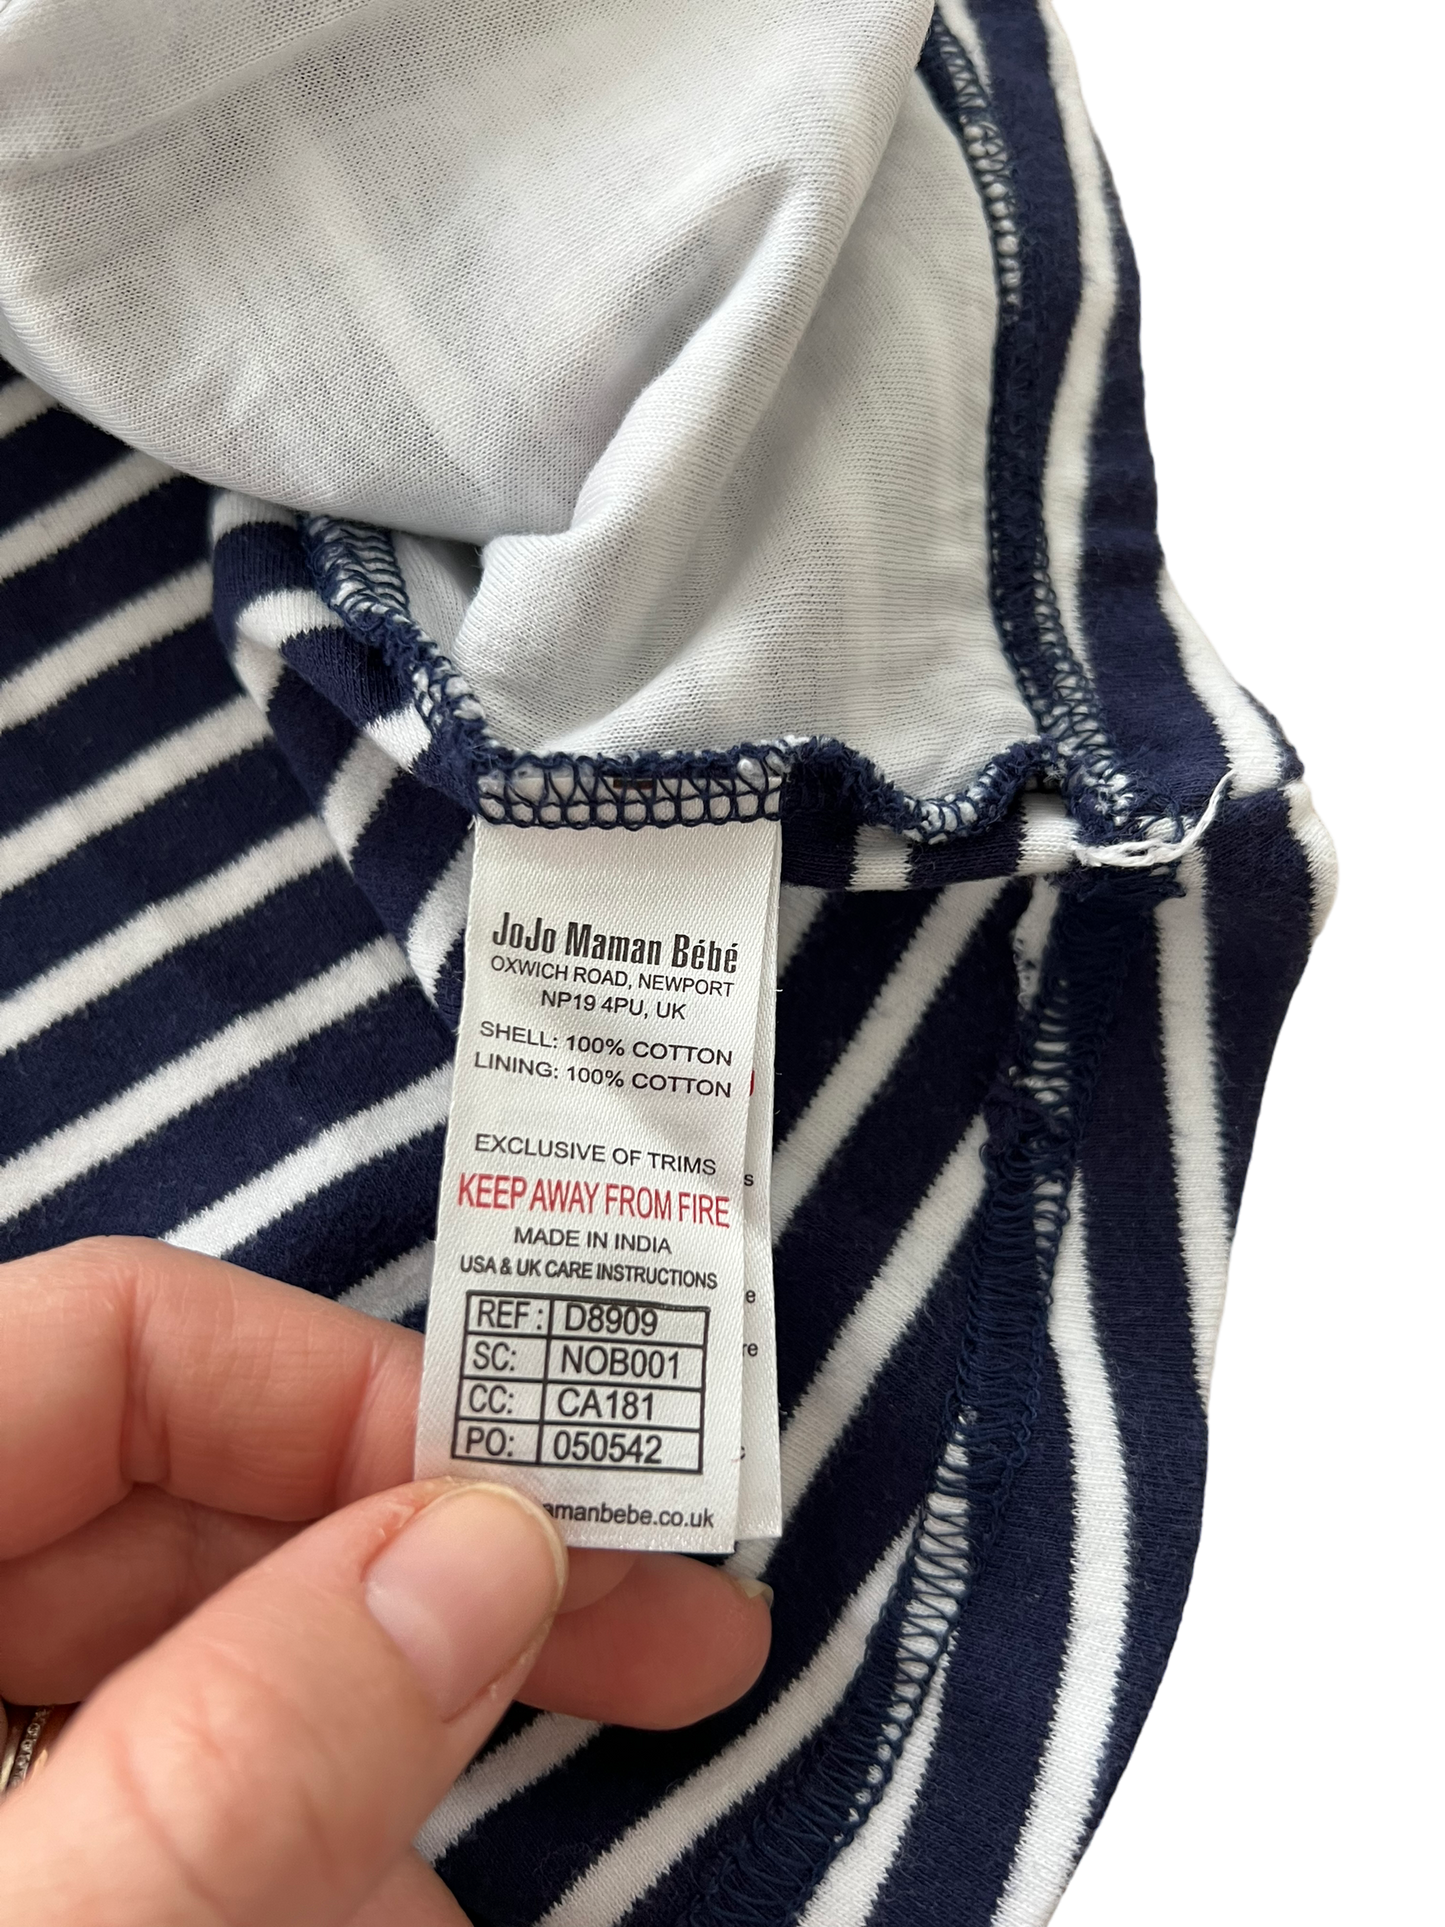 JoJo Maman Bébé
OXWICH ROAD, NEWPORT
NP19 4PU, UK
SHELL: 100% COTTON
LINING: 100% COTTON
EXCLUSIVE OF TRIMS
KEEP AWAY FROM FIRE
MADE IN INDIA
USA & UK CARE INSTRUCTIONS
REF: D8909
SC: NOB001
CC: CA181
PO: 050542
amanbebe.co.uk